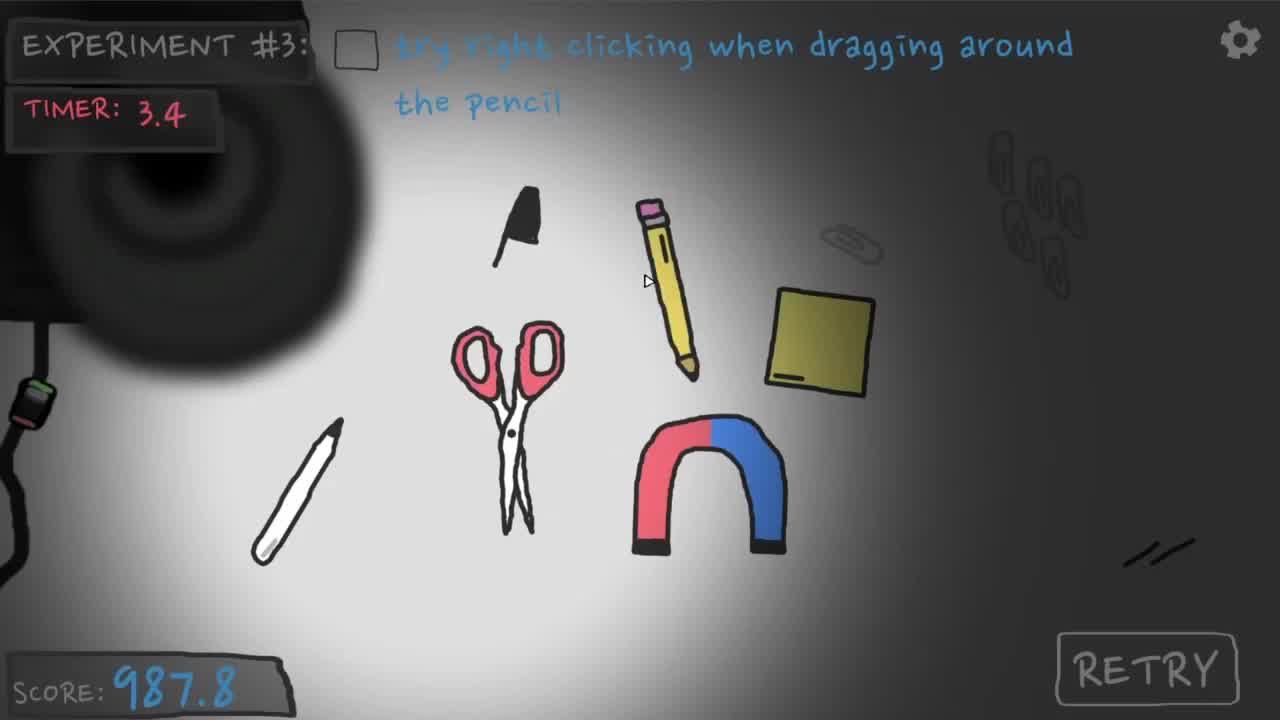 EXPERIMENT #3:
try right clicking when dragging around
the pencil
TIMER: 3.4
SCORE: 987.8
RETRY